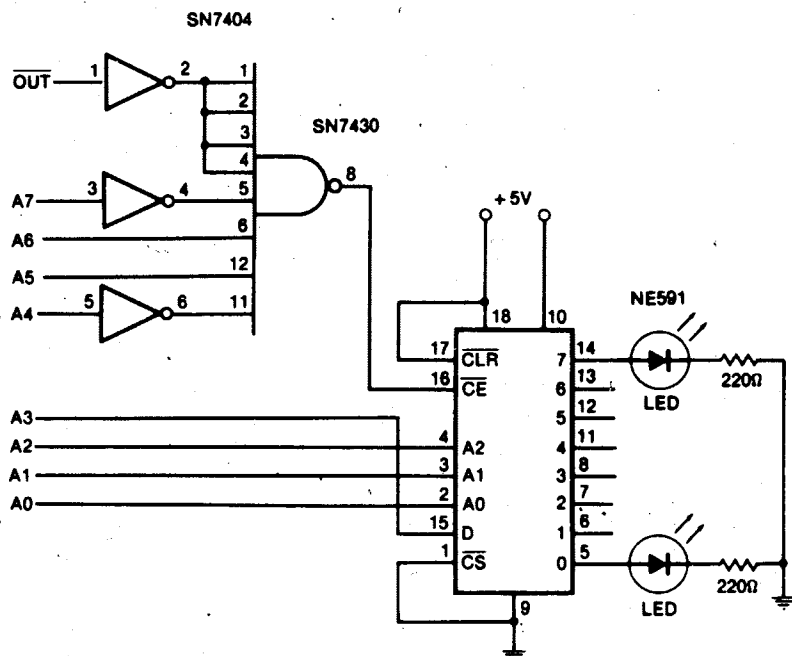 SN7404
OUT 1 2 1
2
3
4
SN7430
8
A7 3 4 5
A6 6
A5 12
A4 5 6 11
+ 5V
18 10
NE591
17 CLR 7 14
16 CE 6 13
LED
220Ω
5 12
A3
4 11
A2 4 A2
A1 3 A1 3 8
A0 2 A0 2 7
15 D 1 6
1 CS 0 5
LED
220Ω
9